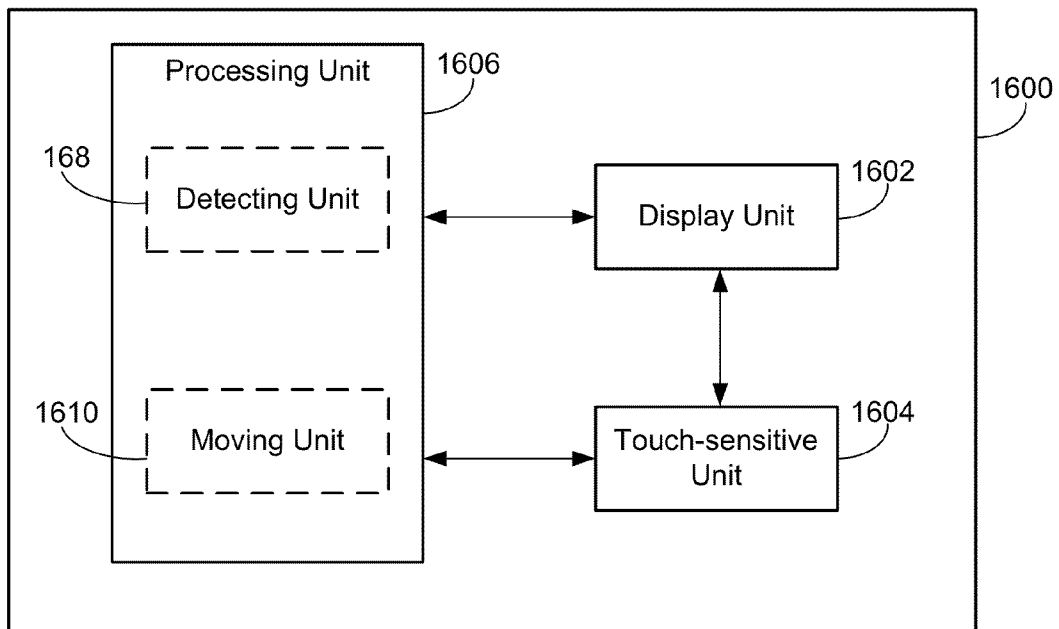 Processing Unit
1606
1600
168
Detecting Unit
1602
Display Unit
1610
Moving Unit
1604
Touch-sensitive
Unit